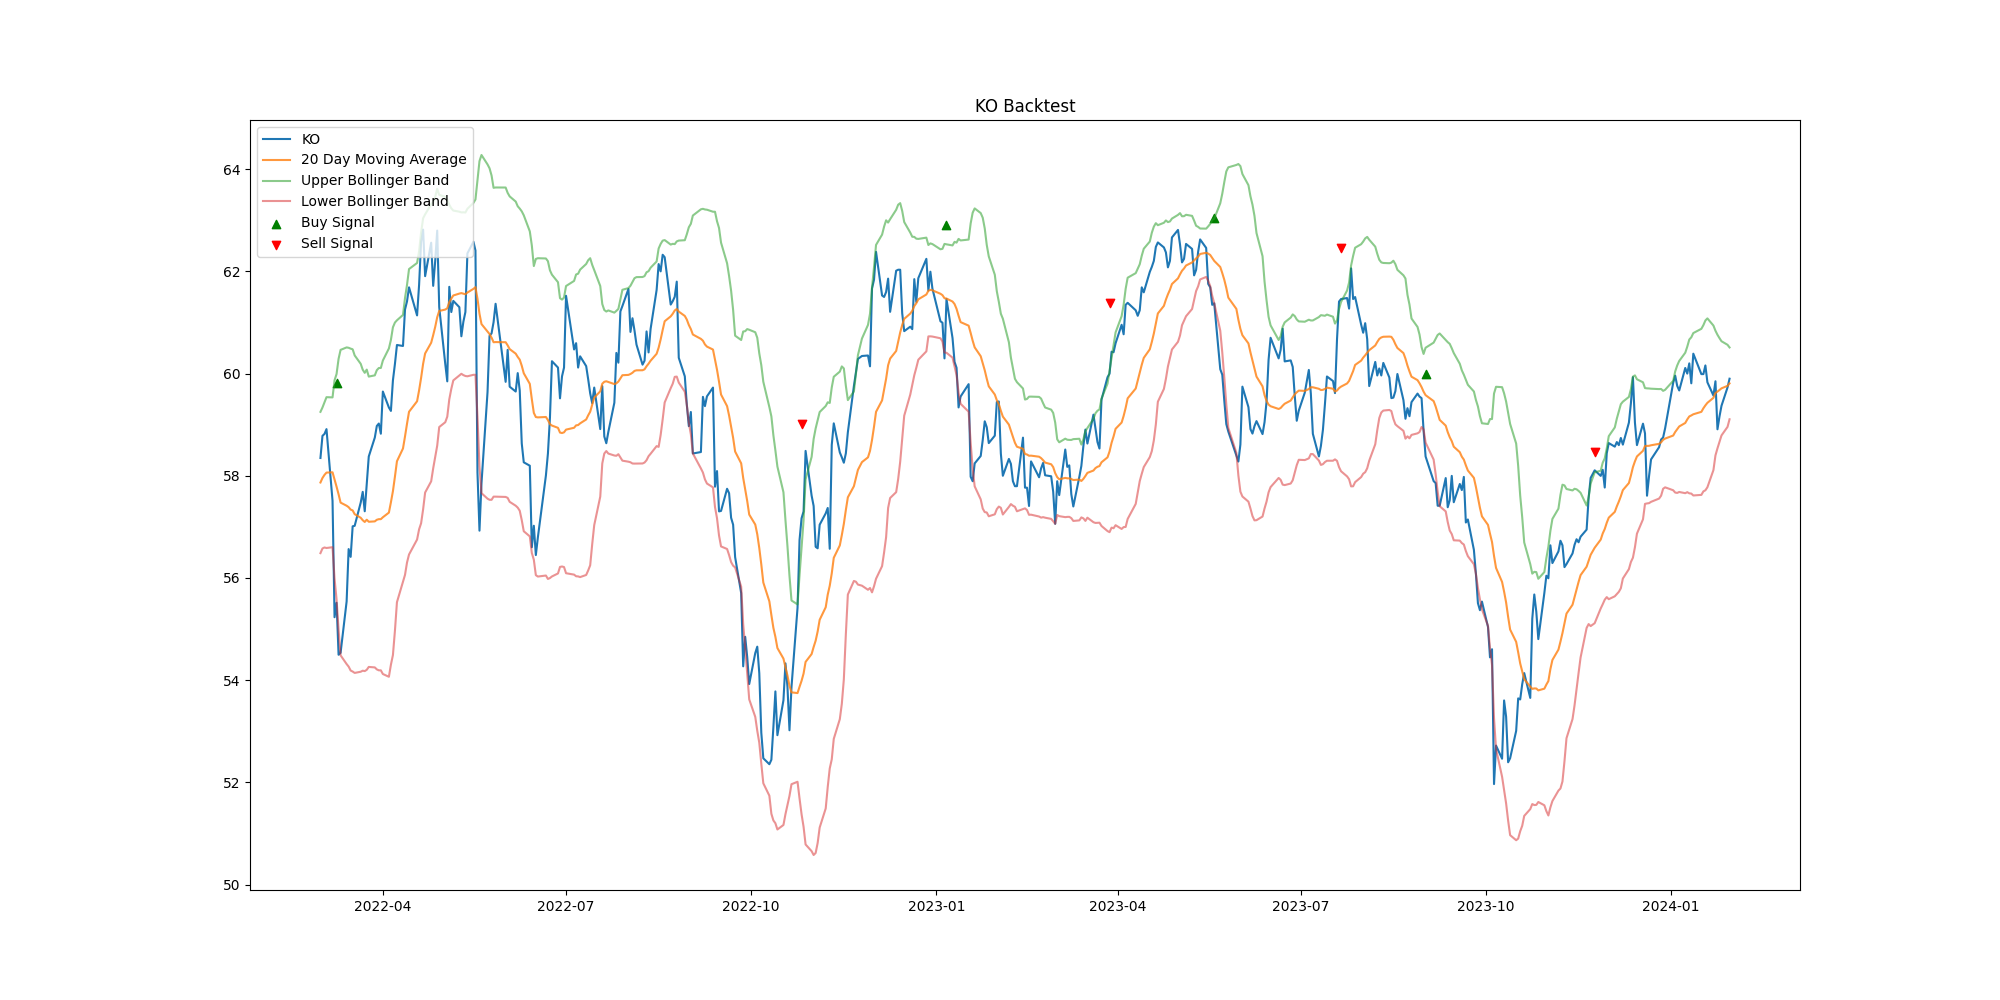 KO Backtest
KO
20 Day Moving Average
Upper Bollinger Band
Lower Bollinger Band
Buy Signal
Sell Signal
64
62
60
58
56
54
52
50
2022-04 2022-07 2022-10 2023-01 2023-04 2023-07 2023-10 2024-01